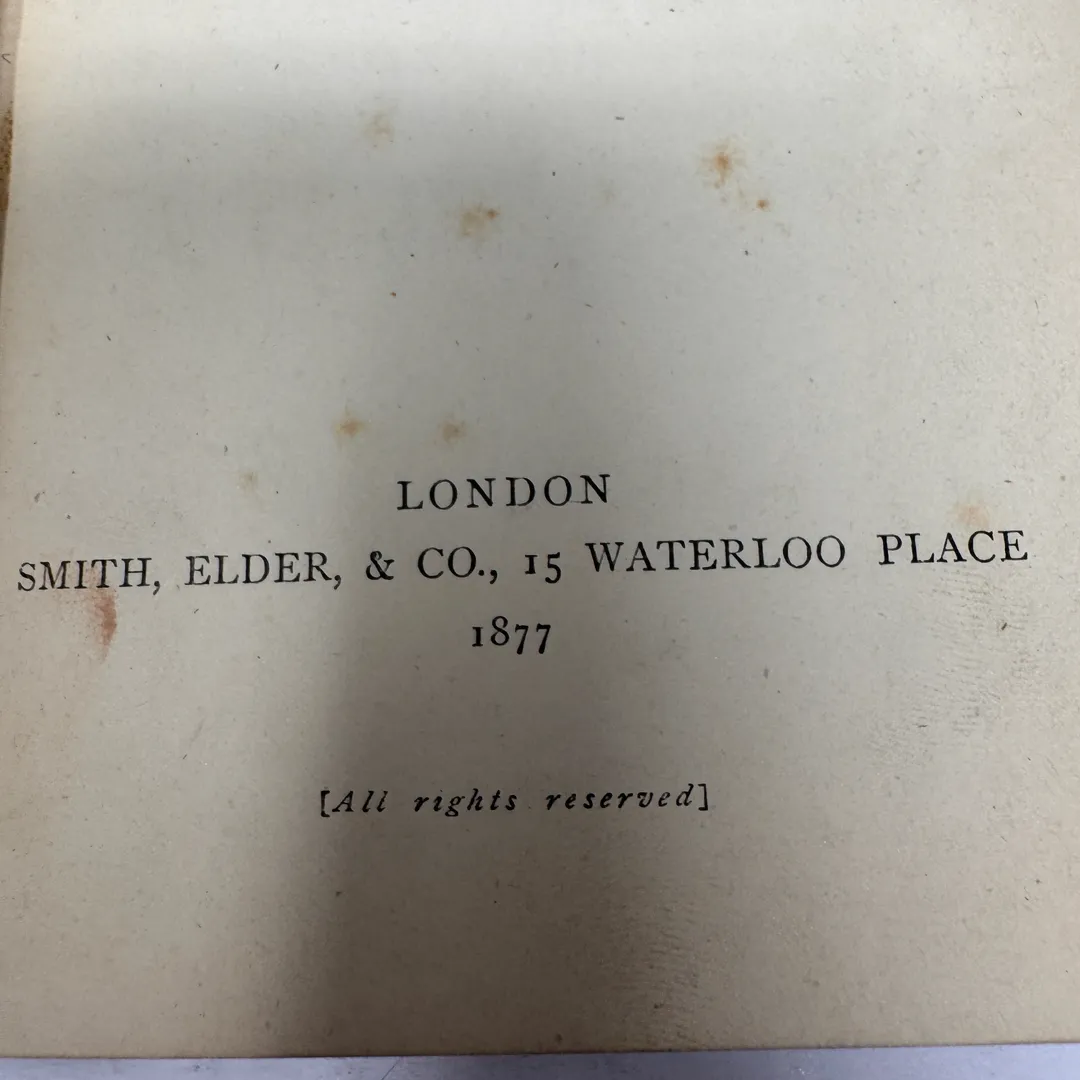 LONDON
SMITH, ELDER, & CO., 15 WATERLOO PLACE
1877
[All rights reserved]